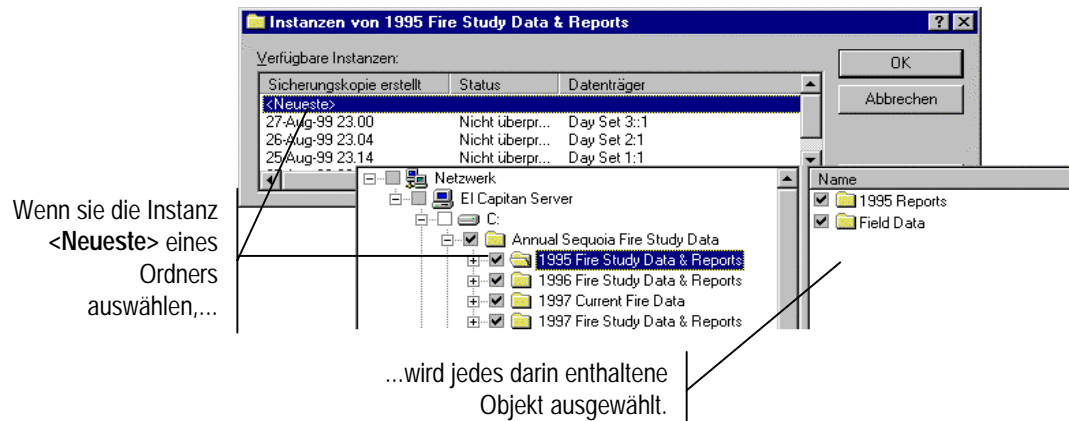 Instanzen von 1995 Fire Study Data & Reports
Verfügbare Instanzen:
OK
Abbrechen
Sicherungskopie erstellt Status Datenträger
<Neueste>
27-Aug-99 23.00 Nicht überpr... Day Set 3::1
26-Aug-99 23.04 Nicht überpr... Day Set 2:1
25-Aug-99 23.14 Nicht überpr... Day Set 1:1
Netzwerk
El Capitan Server
C:
Annual Sequoia Fire Study Data
1995 Fire Study Data & Reports
1996 Fire Study Data & Reports
1997 Current Fire Data
1997 Fire Study Data & Reports
Name
1995 Reports
Field Data
Wenn sie die Instanz
<Neueste> eines
Ordners
auswählen,...
...wird jedes darin enthaltene
Objekt ausgewählt.